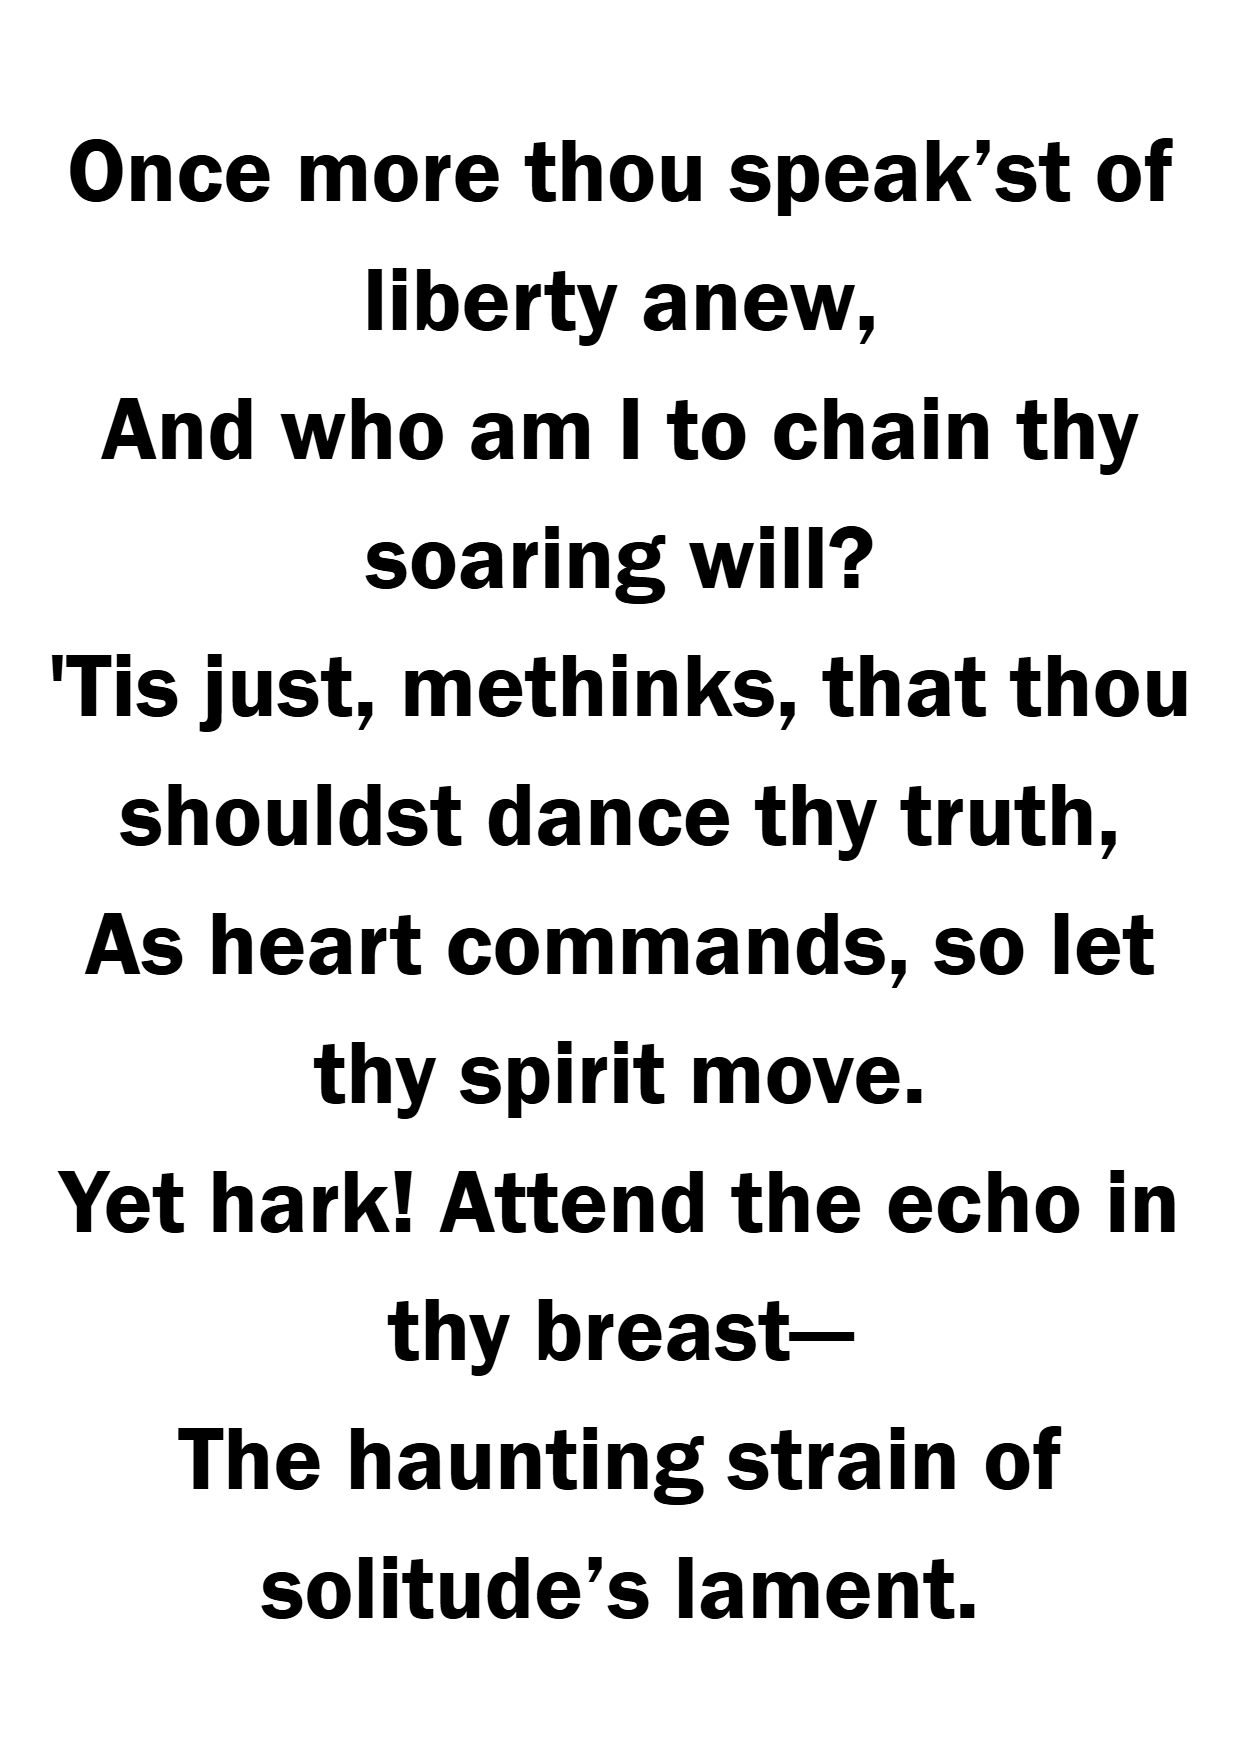 Once more thou speak’st of
liberty anew,
And who am I to chain thy
soaring will?
'Tis just, methinks, that thou
shouldst dance thy truth,
As heart commands, so let
thy spirit move.
Yet hark! Attend the echo in
thy breast—
The haunting strain of
solitude’s lament.